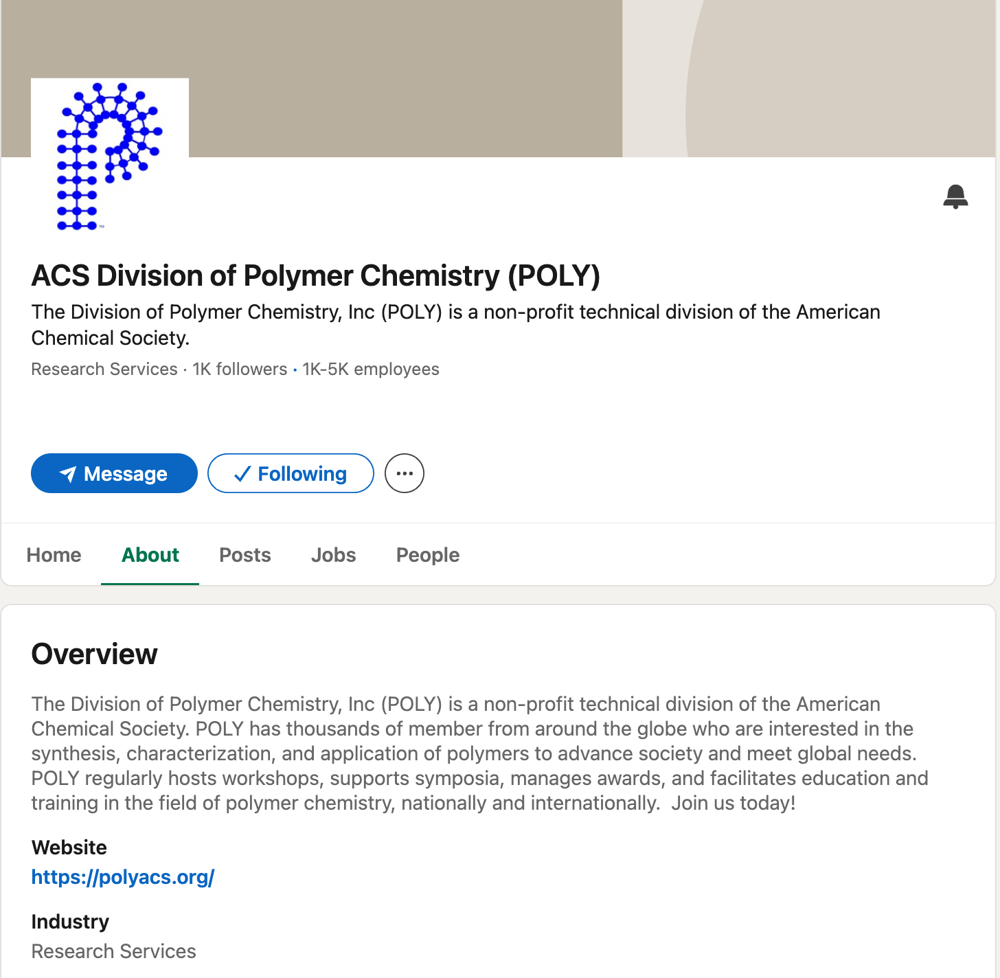 TM
ACS Division of Polymer Chemistry (POLY)
The Division of Polymer Chemistry, Inc (POLY) is a non-profit technical division of the American
Chemical Society.
Research Services · 1K followers • 1K-5K employees
Message
Following
Home
About
Posts
Jobs
People
Overview
The Division of Polymer Chemistry, Inc (POLY) is a non-profit technical division of the American
Chemical Society. POLY has thousands of member from around the globe who are interested in the
synthesis, characterization, and application of polymers to advance society and meet global needs.
POLY regularly hosts workshops, supports symposia, manages awards, and facilitates education and
training in the field of polymer chemistry, nationally and internationally.  Join us today!
Website
https://polyacs.org/
Industry
Research Services